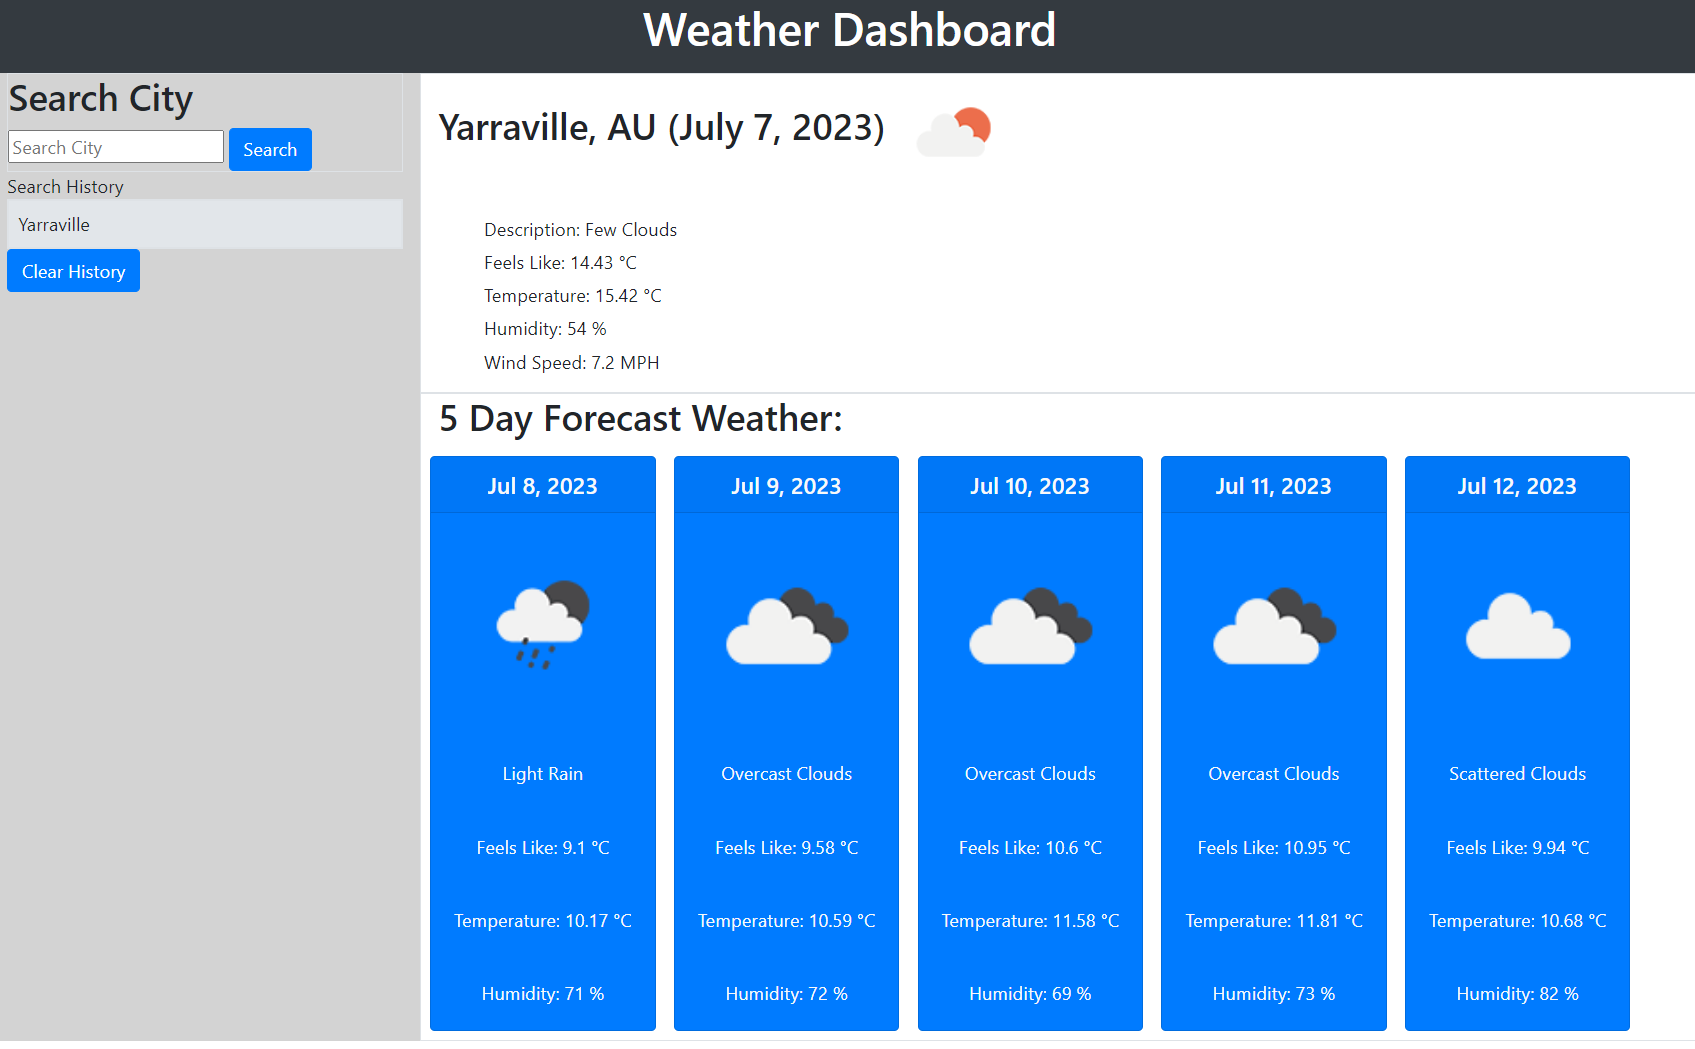 Weather Dashboard
Search City
Search City
Search
Search History
Yarraville
Clear History
Yarraville, AU (July 7, 2023)
Description: Few Clouds
Feels Like: 14.43 °C
Temperature: 15.42 °C
Humidity: 54 %
Wind Speed: 7.2 MPH
5 Day Forecast Weather:
Jul 8, 2023
Light Rain
Feels Like: 9.1 °C
Temperature: 10.17 °C
Humidity: 71 %
Jul 9, 2023
Overcast Clouds
Feels Like: 9.58 °C
Temperature: 10.59 °C
Humidity: 72 %
Jul 10, 2023
Overcast Clouds
Feels Like: 10.6 °C
Temperature: 11.58 °C
Humidity: 69 %
Jul 11, 2023
Overcast Clouds
Feels Like: 10.95 °C
Temperature: 11.81 °C
Humidity: 73 %
Jul 12, 2023
Scattered Clouds
Feels Like: 9.94 °C
Temperature: 10.68 °C
Humidity: 82 %